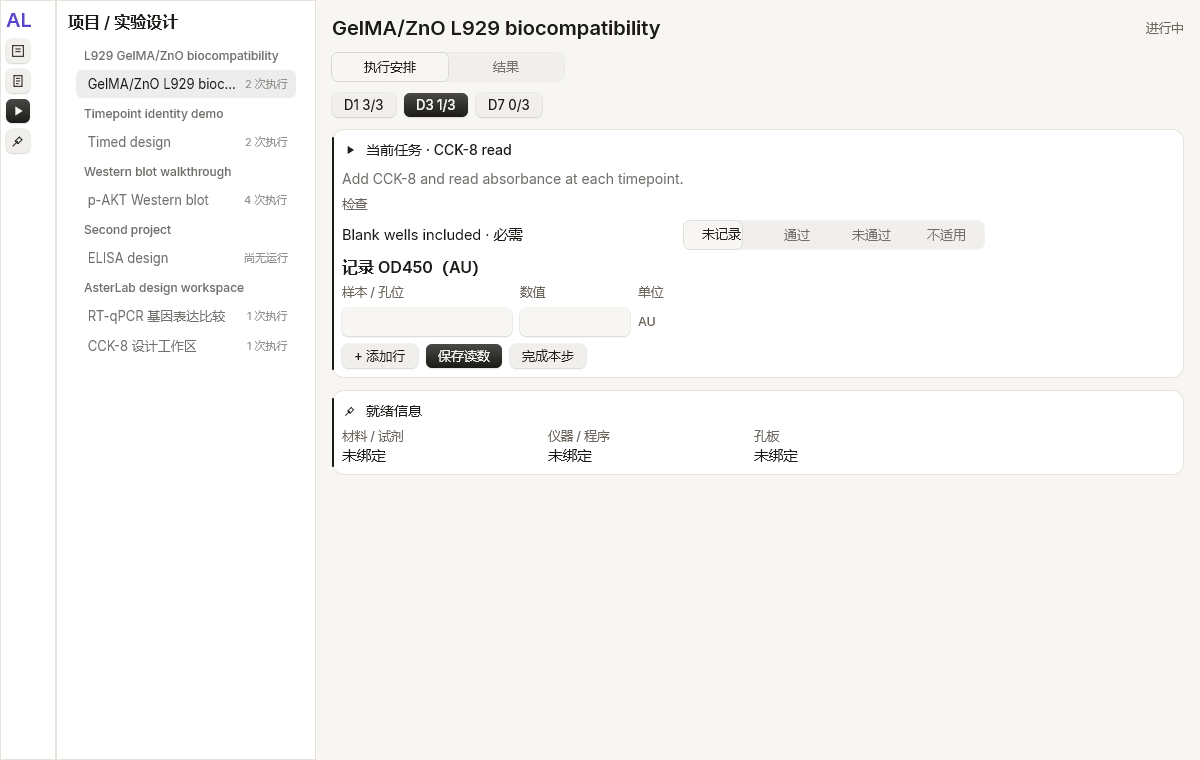 AL
项目 / 实验设计
L929 GelMA/ZnO biocompatibility
GelMA/ZnO L929 bioc... 2 次执行
Timepoint identity demo
Timed design 2 次执行
Western blot walkthrough
p-AKT Western blot 4 次执行
Second project
ELISA design 尚无运行
AsterLab design workspace
RT-qPCR 基因表达比较 1 次执行
CCK-8 设计工作区 1 次执行
GelMA/ZnO L929 biocompatibility 进行中
执行安排 结果
D1 3/3 D3 1/3 D7 0/3
当前任务 · CCK-8 read
Add CCK-8 and read absorbance at each timepoint.
检查
Blank wells included · 必需 未记录 通过 未通过 不适用
记录 OD450（AU）
样本 / 孔位 数值 单位
AU
+ 添加行 保存读数 完成本步
就绪信息
材料 / 试剂 仪器 / 程序 孔板
未绑定 未绑定 未绑定